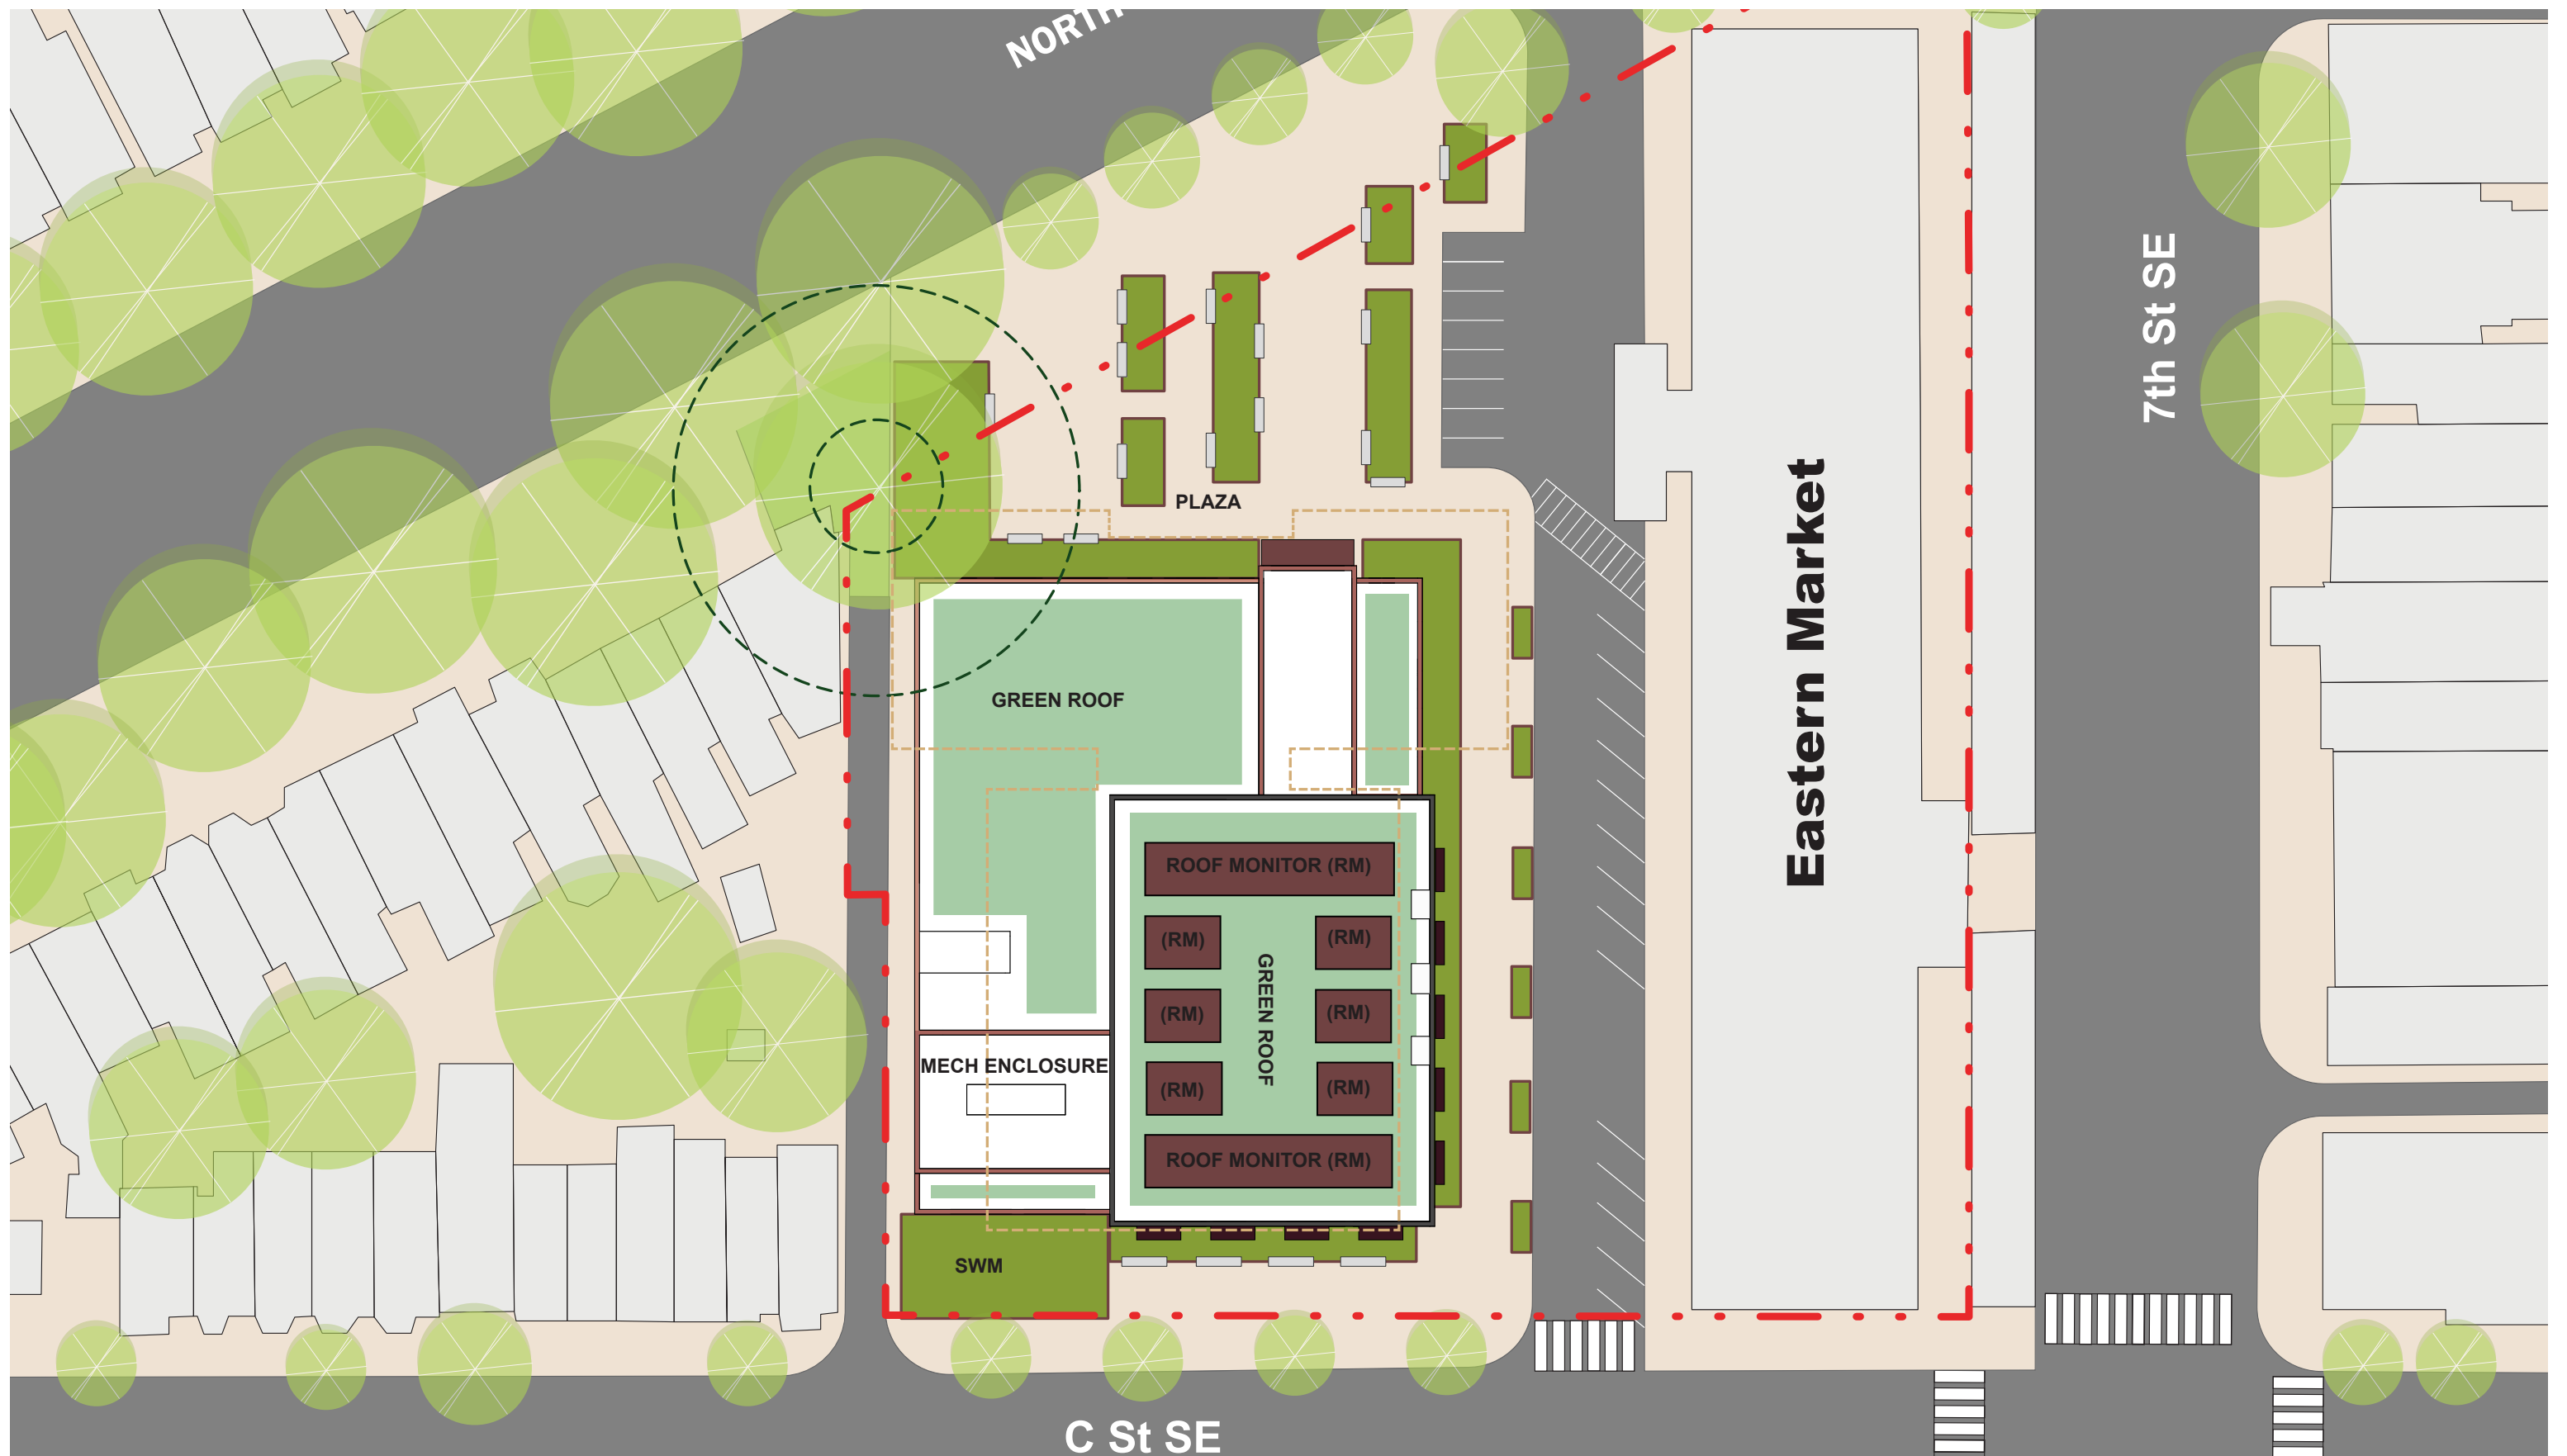 NORTH
7th St SE
PLAZA
Eastern Market
GREEN ROOF
ROOF MONITOR (RM)
(RM)
(RM)
GREEN ROOF
(RM)
(RM)
MECH ENCLOSURE
(RM)
(RM)
ROOF MONITOR (RM)
SWM
C St SE